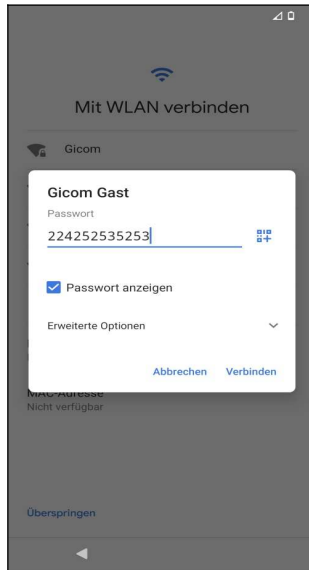 Mit WLAN verbinden
Gicom
Gicom Gast
Passwort
224252535253
Passwort anzeigen
Erweiterte Optionen
Abbrechen Verbinden
MAC-Adresse
Nicht verfügbar
Überspringen